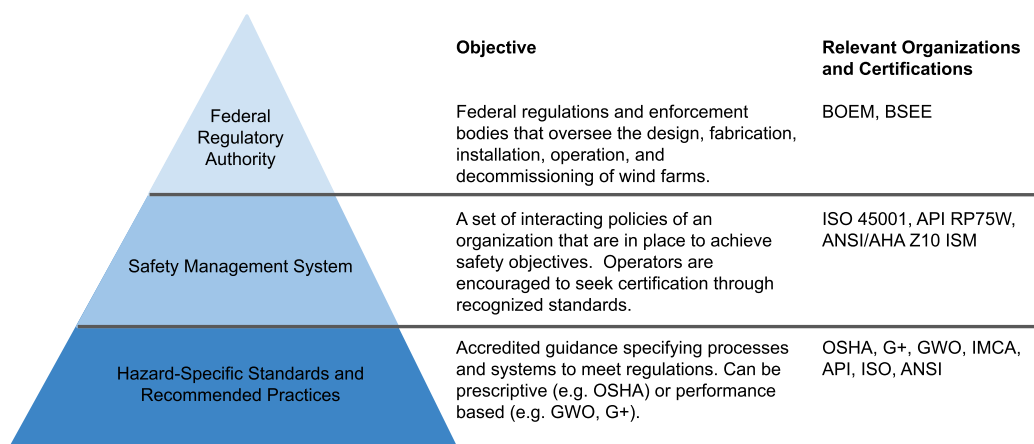 Objective
Relevant Organizations
and Certifications
Federal
Regulatory
Authority
Federal regulations and enforcement
bodies that oversee the design, fabrication,
installation, operation, and
decommissioning of wind farms.
BOEM, BSEE
Safety Management System
A set of interacting policies of an
organization that are in place to achieve
safety objectives.  Operators are
encouraged to seek certification through
recognized standards.
ISO 45001, API RP75W,
ANSI/AHA Z10 ISM
Hazard-Specific Standards and
Recommended Practices
Accredited guidance specifying processes
and systems to meet regulations. Can be
prescriptive (e.g. OSHA) or performance
based (e.g. GWO, G+).
OSHA, G+, GWO, IMCA,
API, ISO, ANSI